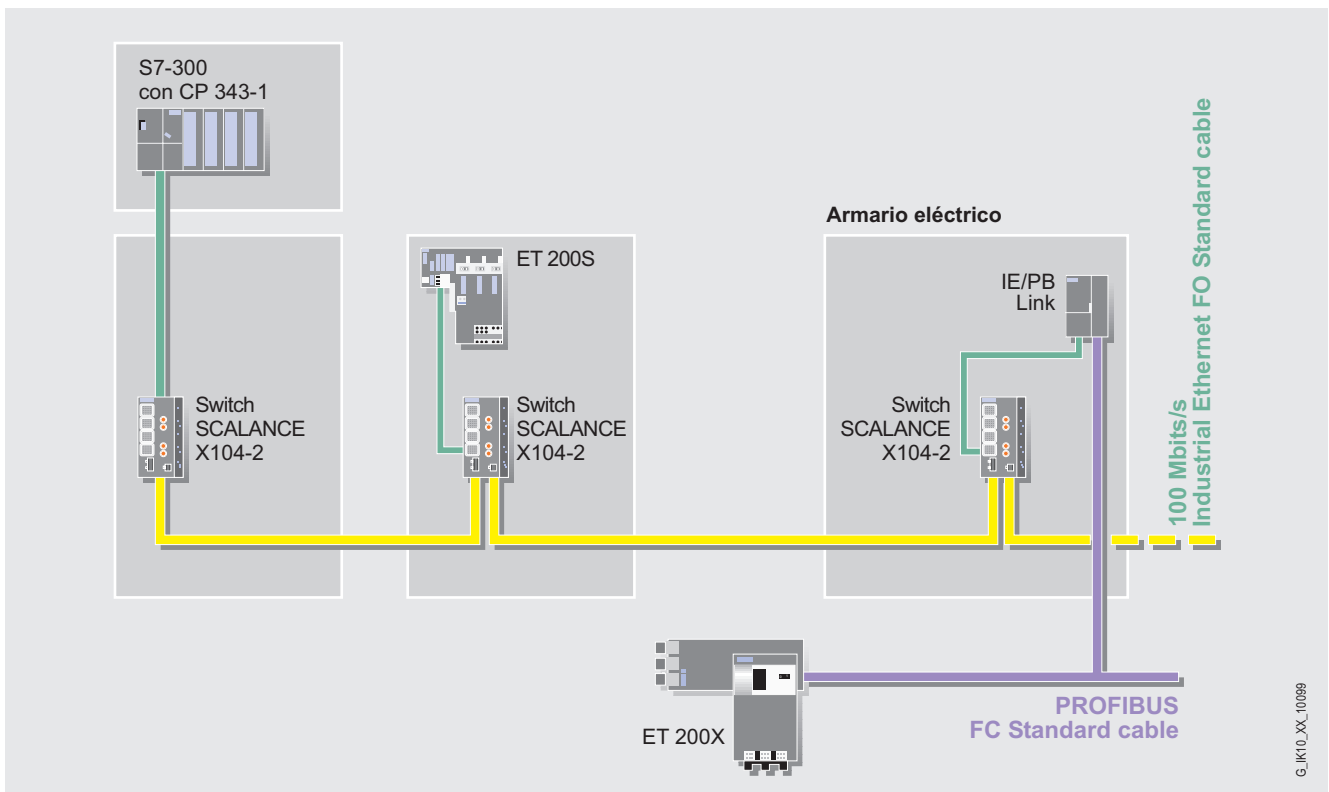 S7-300
con CP 343-1
Armario eléctrico
ET 200S
IE/PB
Link
Switch
SCALANCE
X104-2
Switch
SCALANCE
X104-2
Switch
SCALANCE
X104-2
100 Mbits/s
Industrial Ethernet FO Standard cable
PROFIBUS
FC Standard cable
ET 200X
G_IK10_XX_10099